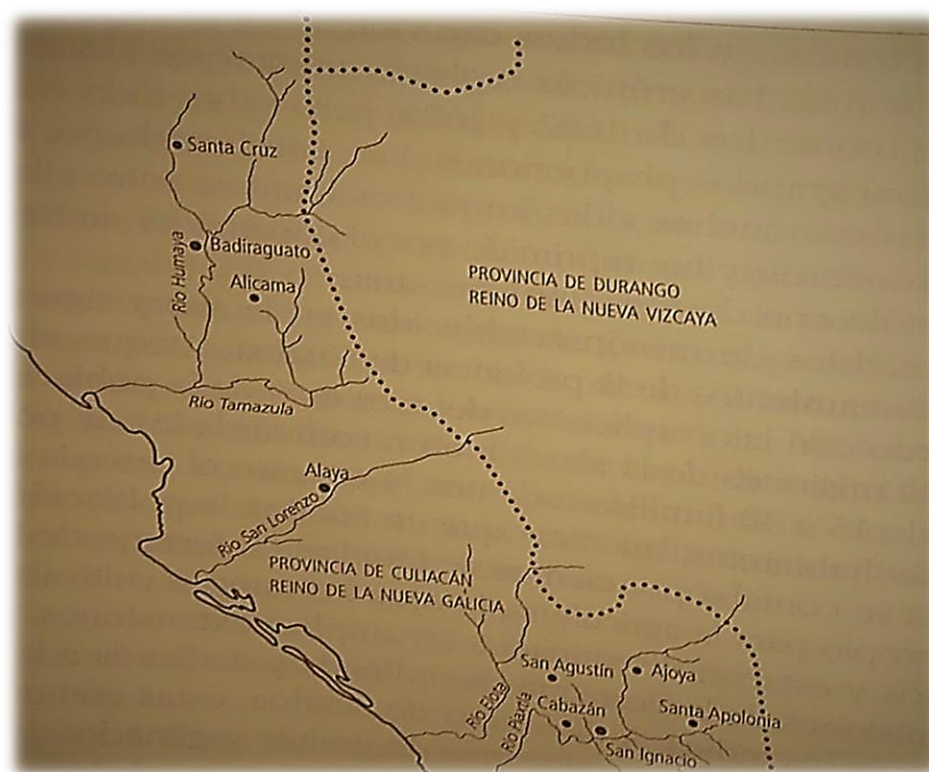 Santa Cruz
Badiraguato
Río Humaya
Alicama
PROVINCIA DE DURANGO
REINO DE LA NUEVA VIZCAYA
Río Tamazula
Alaya
Río San Lorenzo
PROVINCIA DE CULIACÁN
REINO DE LA NUEVA GALICIA
San Agustín
Ajoya
Río Elota
Río Piaxtla
Cabazán
Santa Apolonia
San Ignacio